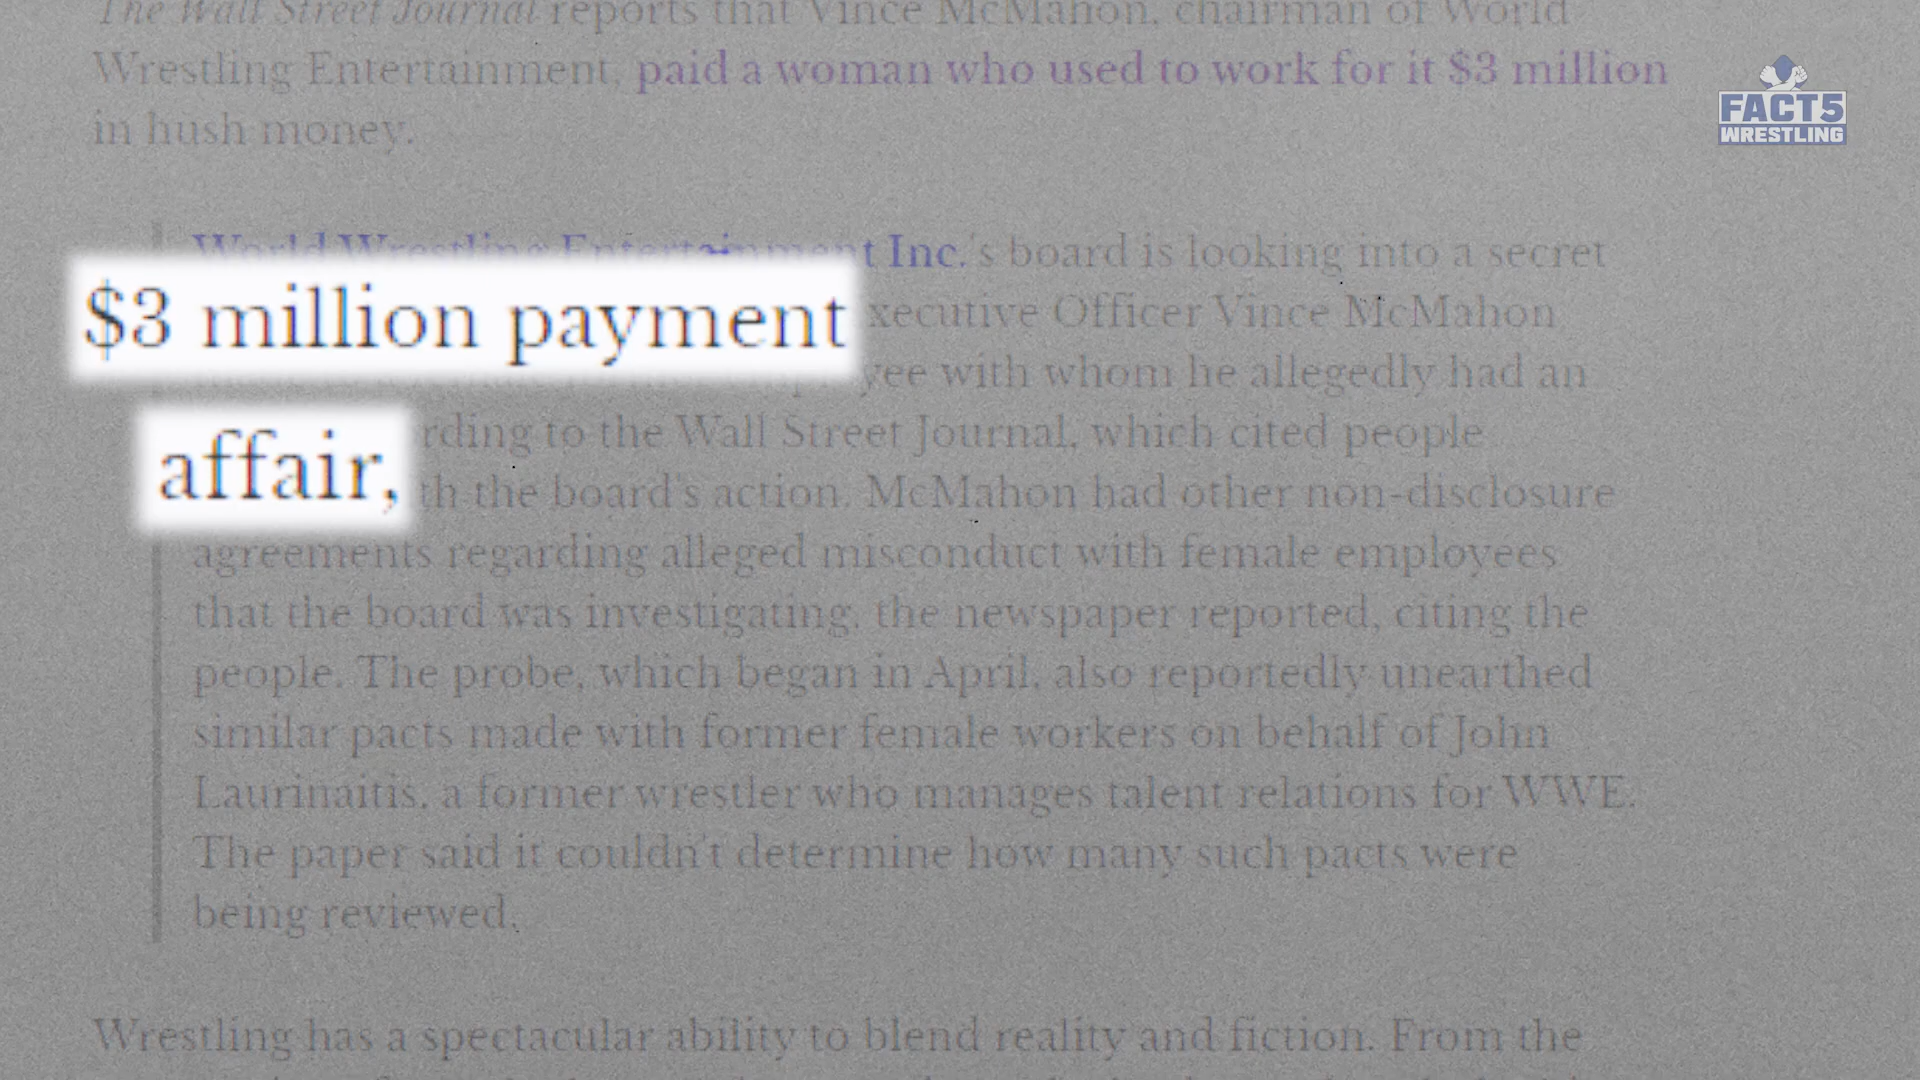 The Wall Street Journal reports that Vince McMahon, chairman of World
Wrestling Entertainment, paid a woman who used to work for it $3 million
in hush money.
FACT5
WRESTLING
World Wrestling Entertainment Inc.'s board is looking into a secret
$3 million payment
xecutive Officer Vince McMahon
yee with whom he allegedly had an
affair,
rding to the Wall Street Journal, which cited people
th the board's action. McMahon had other non-disclosure
agreements regarding alleged misconduct with female employees
that the board was investigating, the newspaper reported, citing the
people. The probe, which began in April, also reportedly unearthed
similar pacts made with former female workers on behalf of John
Laurinaitis, a former wrestler who manages talent relations for WWE.
The paper said it couldn't determine how many such pacts were
being reviewed.
Wrestling has a spectacular ability to blend reality and fiction. From the